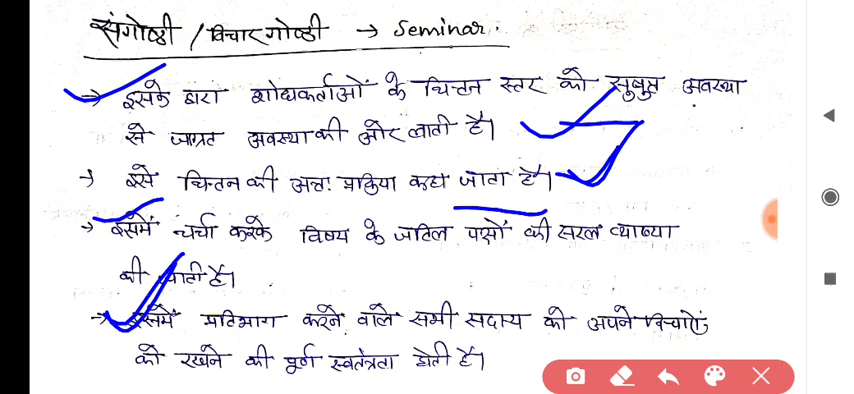 संगोष्ठी / विचारगोष्ठी → Seminar.
→ इसके द्वारा शोधकर्ताओं के चिन्तन स्तर को सुषुप्त अवस्था
से जाग्रत अवस्था की ओर लाती है।
→ इसे चिन्तन की अन्तः प्रक्रिया कहा जाता है।
→ इसमें चर्चा करके विषय के जटिल पक्षों की सरल व्याख्या
की जाती है।
→ इसमें प्रतिभाग करने वाले सभी सदस्य को अपने विचारों
को रखने की पूर्ण स्वतंत्रता होती है।